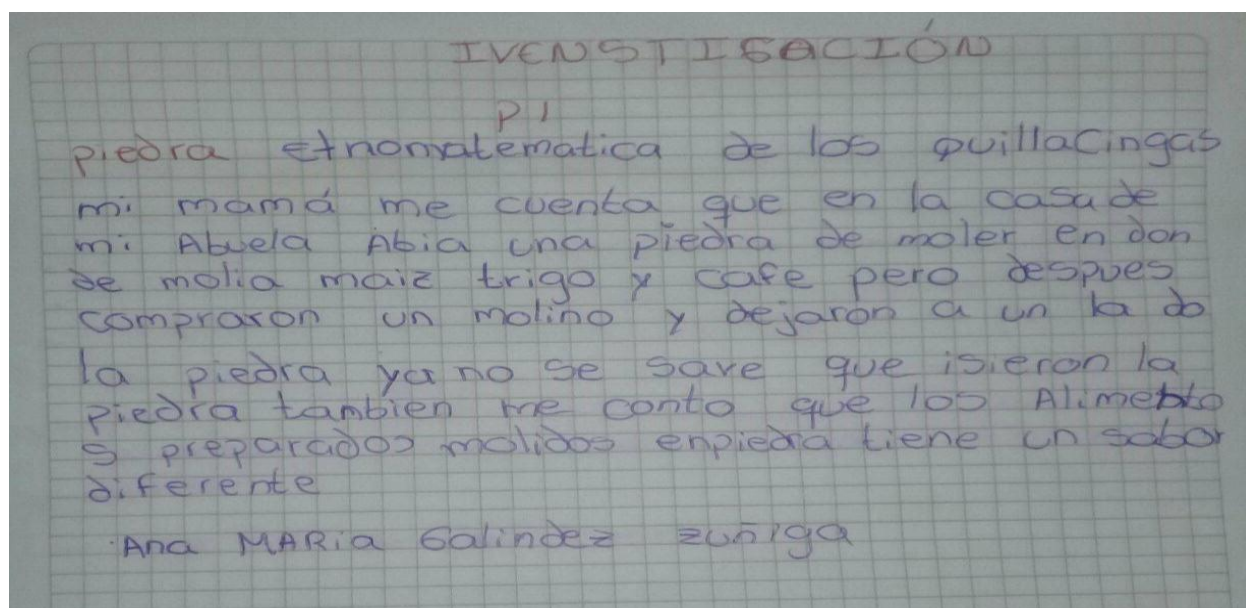 IVENSTIGACIÓN
P1
piedra etnomatematica de los quillacingas
mi mamá me cuenta que en la casa de
mi Abuela Abia una piedra de moler en don
de molia maiz trigo y cafe pero despues
compraron un molino y dejaron a un la do
la piedra ya no se save que isieron la
piedra tambien me conto que los Alimento
s preparados molidos enpiedra tiene un sabor
diferente
Ana MARia Galindez zuñiga